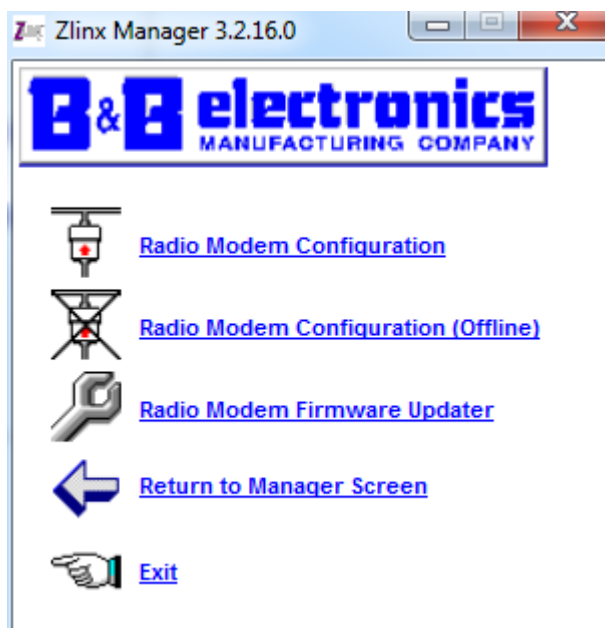 Zlinx Manager 3.2.16.0
B&B electronics
MANUFACTURING COMPANY
Radio Modem Configuration
Radio Modem Configuration (Offline)
Radio Modem Firmware Updater
Return to Manager Screen
Exit